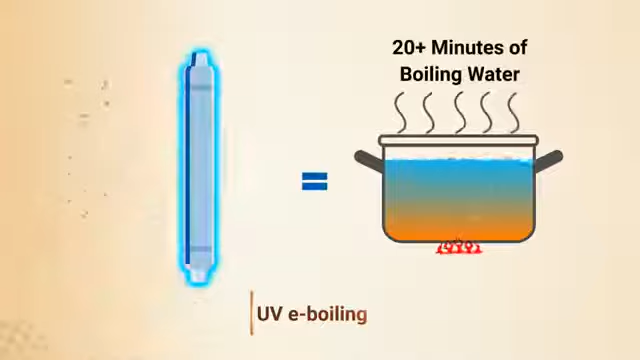 20+ Minutes of
Boiling Water
=
UV e-boiling